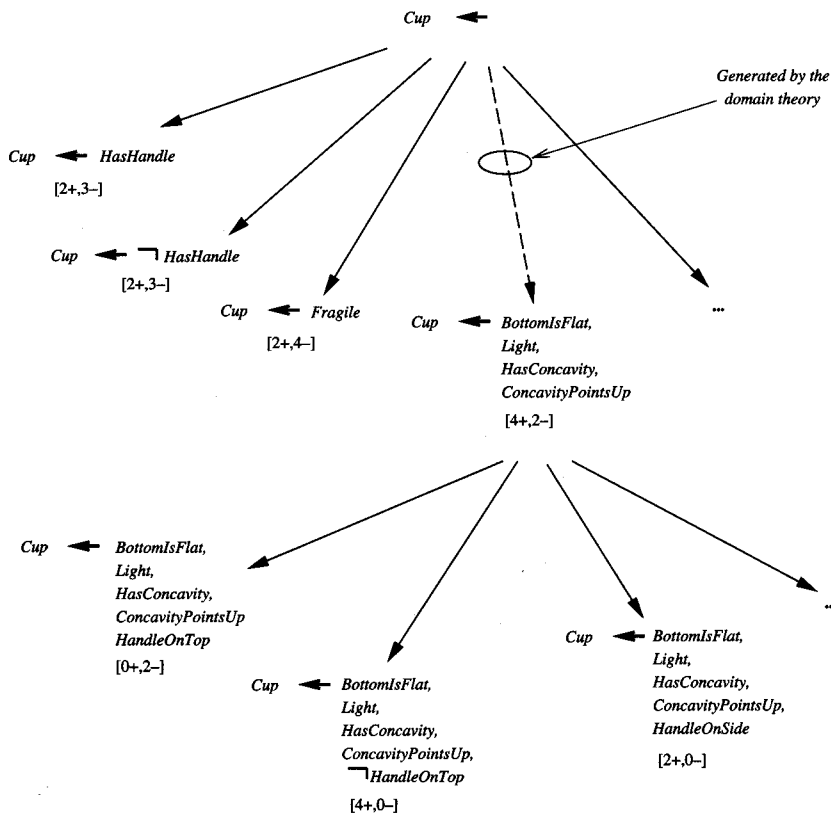 Cup ←
Generated by the
domain theory
Cup ← HasHandle
[2+,3–]
Cup ← ¬ HasHandle
[2+,3–]
Cup ← Fragile
[2+,4–]
Cup ← BottomIsFlat,
Light,
HasConcavity,
ConcavityPointsUp
[4+,2–]
...
Cup ← BottomIsFlat,
Light,
HasConcavity,
ConcavityPointsUp
HandleOnTop
[0+,2–]
Cup ← BottomIsFlat,
Light,
HasConcavity,
ConcavityPointsUp,
¬HandleOnTop
[4+,0–]
Cup ← BottomIsFlat,
Light,
HasConcavity,
ConcavityPointsUp,
HandleOnSide
[2+,0–]
..